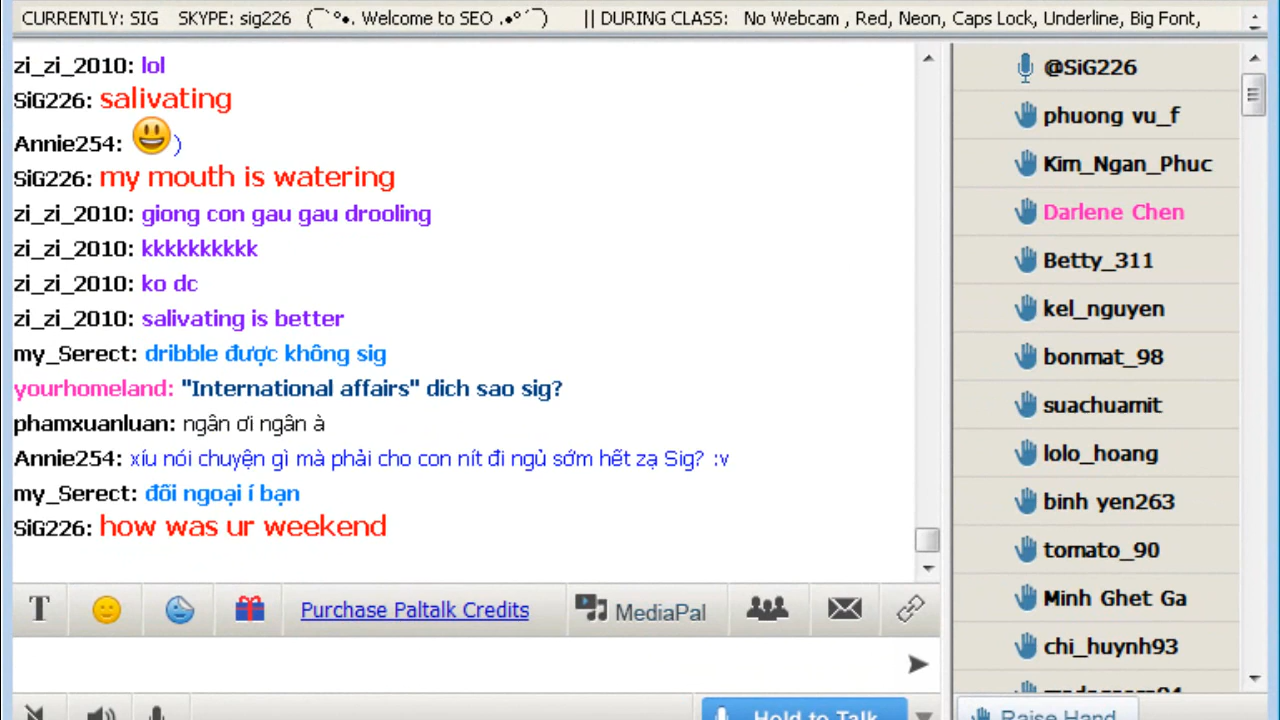 CURRENTLY: SIG SKYPE: sig226 (¯`°•. Welcome to SEO .•°´¯) || DURING CLASS: No Webcam , Red, Neon, Caps Lock, Underline, Big Font,
zi_zi_2010: lol
SiG226: salivating
Annie254: )
SiG226: my mouth is watering
zi_zi_2010: giong con gau gau drooling
zi_zi_2010: kkkkkkkkkk
zi_zi_2010: ko dc
zi_zi_2010: salivating is better
my_Serect: dribble được không sig
yourhomeland: "International affairs" dich sao sig?
phamxuanluan: ngân ơi ngân à
Annie254: xíu nói chuyện gì mà phải cho con nít đi ngủ sớm hết zạ Sig? :v
my_Serect: đối ngoại í bạn
SiG226: how was ur weekend
T Purchase Paltalk Credits MediaPal
Hold to Talk
@SiG226
phuong vu_f
Kim_Ngan_Phuc
Darlene Chen
Betty_311
kel_nguyen
bonmat_98
suachuamit
lolo_hoang
binh yen263
tomato_90
Minh Ghet Ga
chi_huynh93
Raise Hand